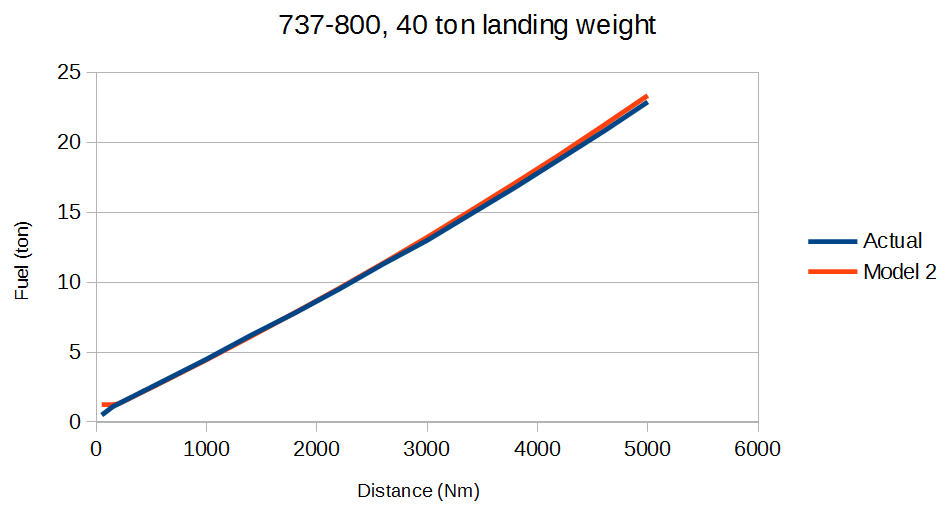 737-800, 40 ton landing weight
25
20
15
10
5
0
Fuel (ton)
0 1000 2000 3000 4000 5000 6000
Distance (Nm)
Actual
Model 2